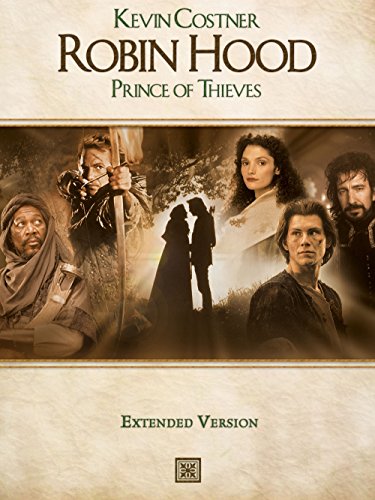 Kevin Costner
Robin Hood
Prince of Thieves
Extended Version